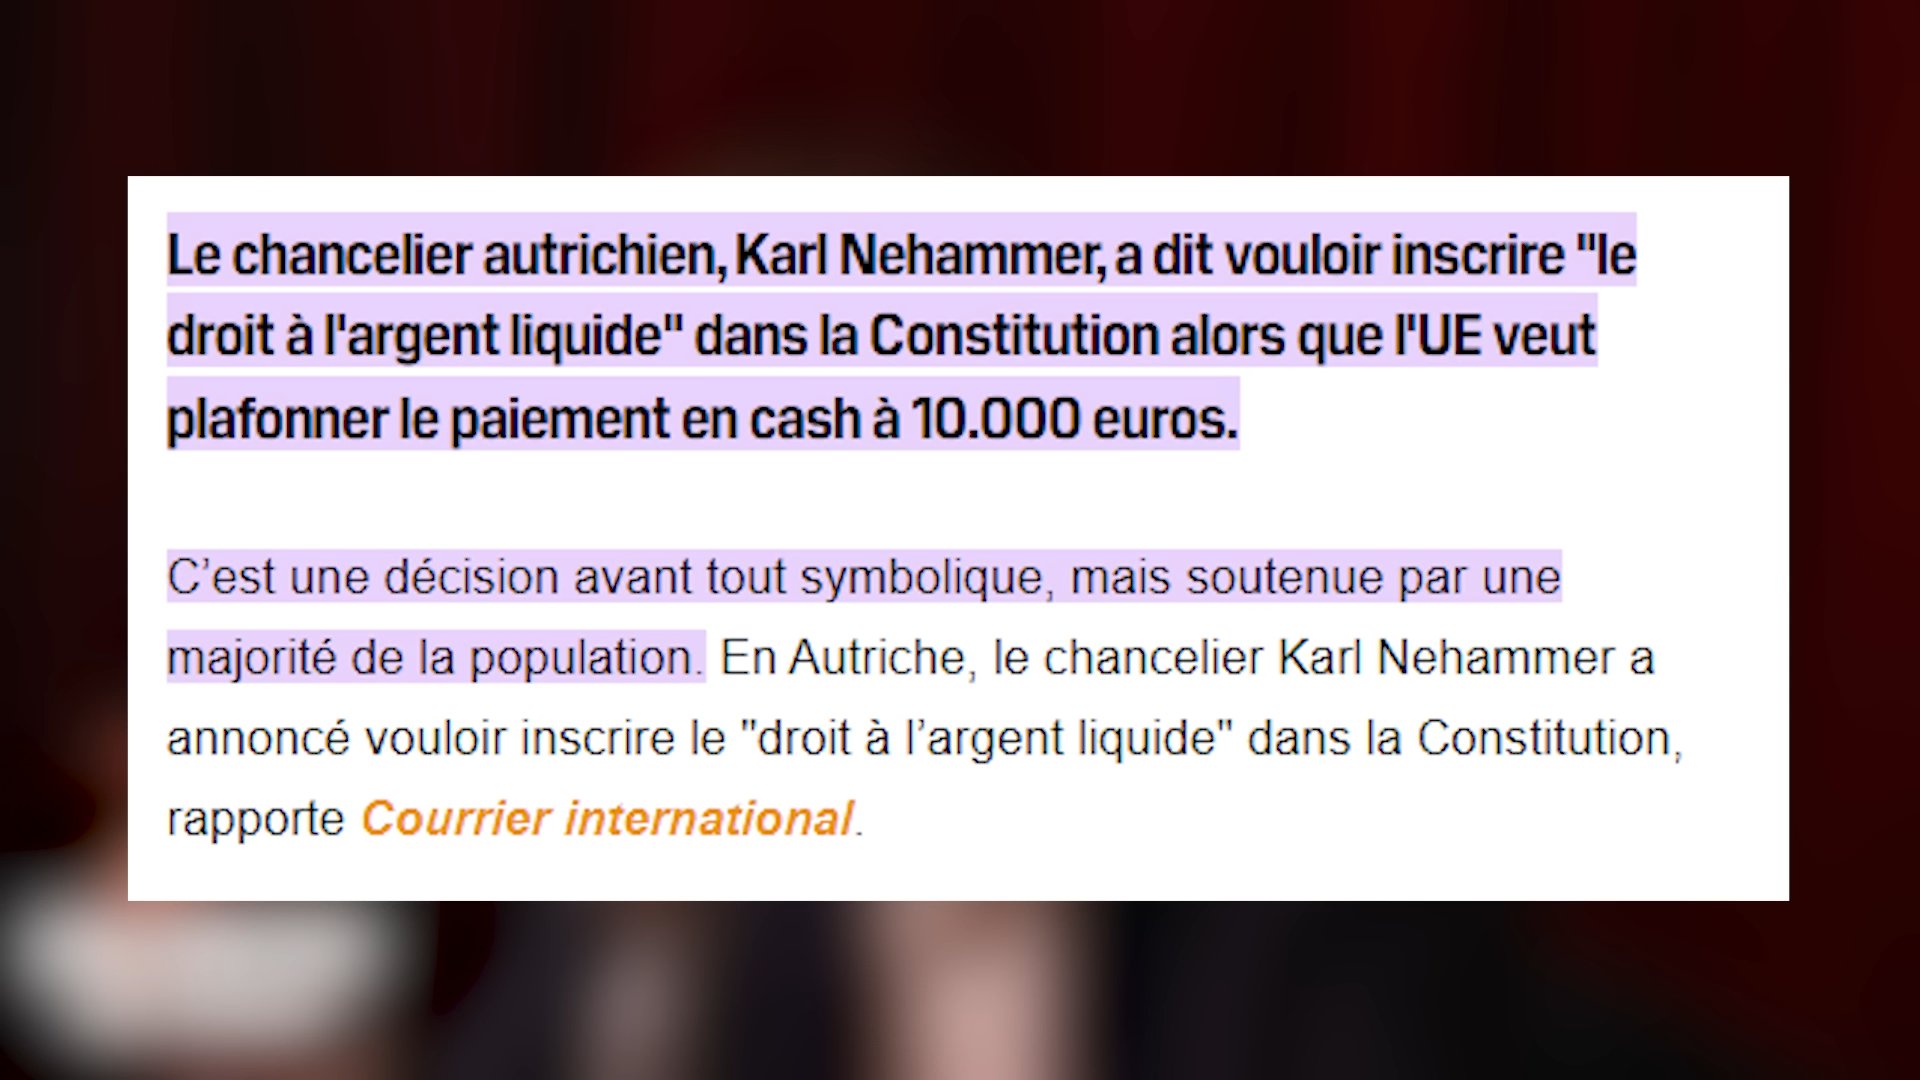 Le chancelier autrichien, Karl Nehammer, a dit vouloir inscrire "le
droit à l'argent liquide" dans la Constitution alors que l'UE veut
plafonner le paiement en cash à 10.000 euros.
C’est une décision avant tout symbolique, mais soutenue par une
majorité de la population. En Autriche, le chancelier Karl Nehammer a
annoncé vouloir inscrire le "droit à l’argent liquide" dans la Constitution,
rapporte Courrier international.